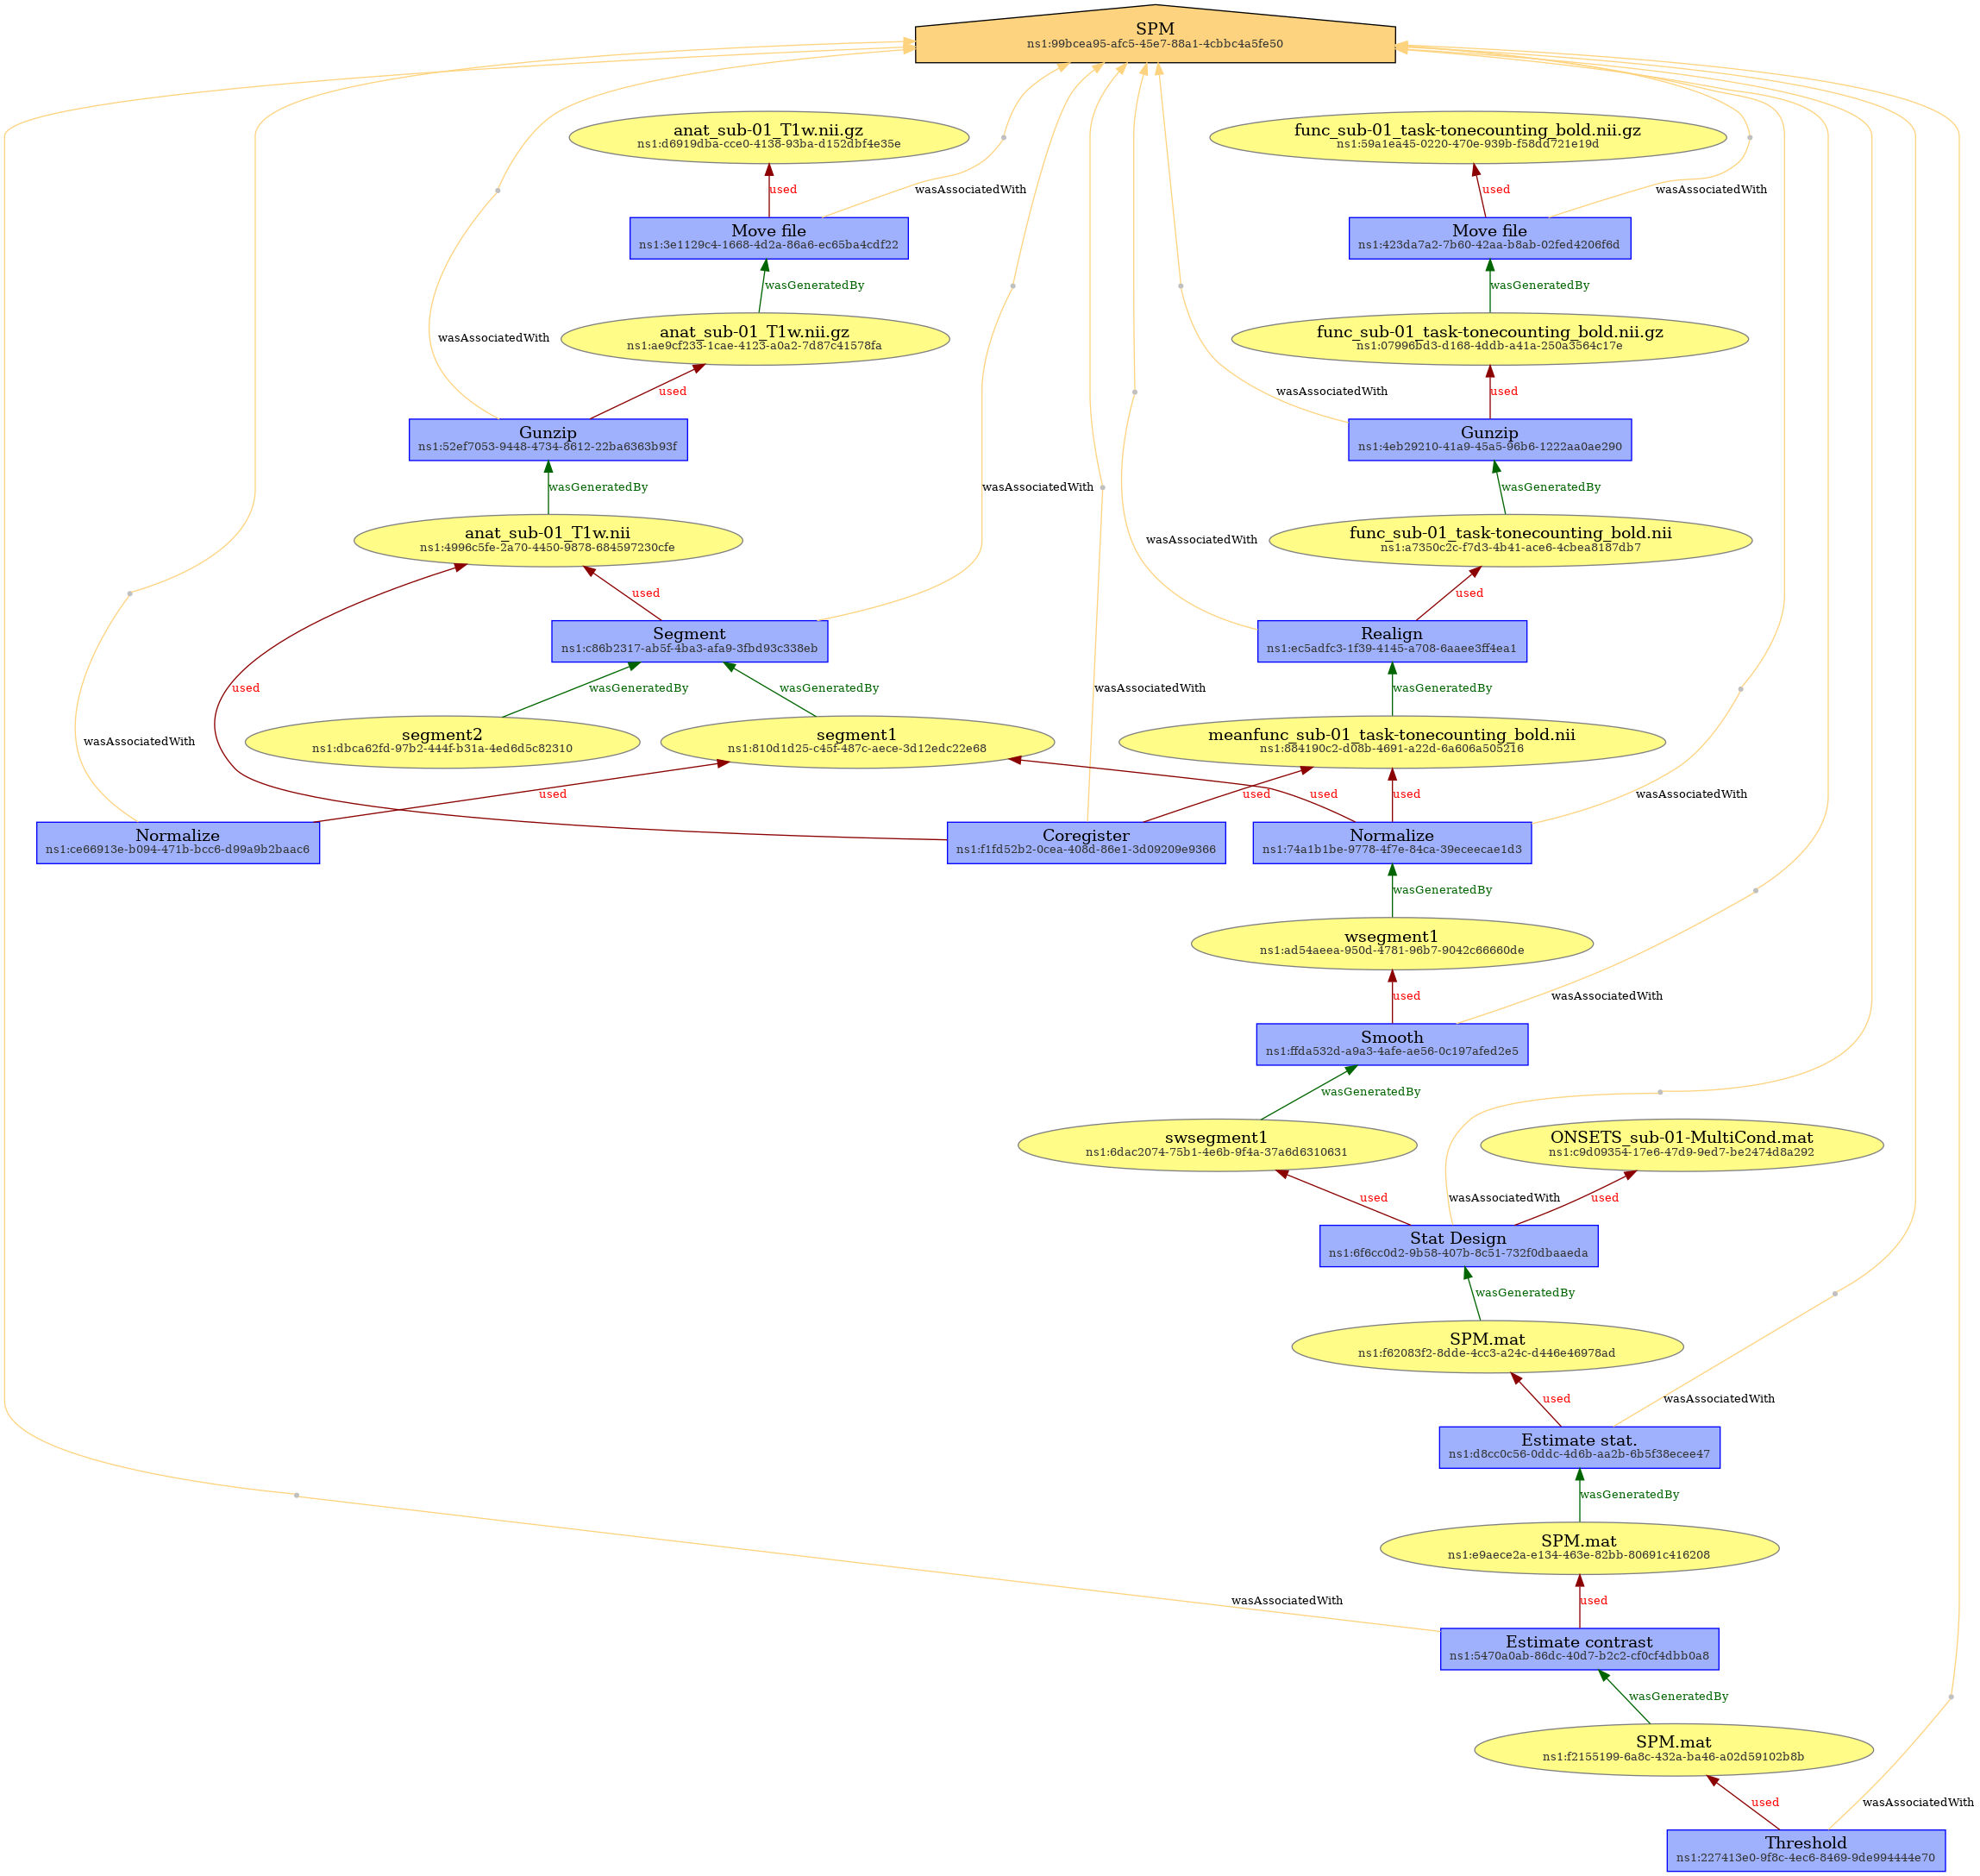 SPM
ns1:99bcea95-afc5-45e7-88a1-4cbbc4a5fe50
anat_sub-01_T1w.nii.gz
ns1:d6919dba-cce0-4138-93ba-d152dbf4e35e
func_sub-01_task-tonecounting_bold.nii.gz
ns1:59a1ea45-0220-470e-939b-f58dd721e19d
used
wasAssociatedWith
used
wasAssociatedWith
Move file
ns1:3e1129c4-1668-4d2a-86a6-ec65ba4cdf22
Move file
ns1:423da7a2-7b60-42aa-b8ab-02fed4206f6d
wasGeneratedBy
wasGeneratedBy
anat_sub-01_T1w.nii.gz
ns1:ae9cf233-1cae-4123-a0a2-7d87c41578fa
func_sub-01_task-tonecounting_bold.nii.gz
ns1:07996bd3-d168-4ddb-a41a-250a3564c17e
wasAssociatedWith
used
wasAssociatedWith
used
Gunzip
ns1:52ef7053-9448-4734-8612-22ba6363b93f
Gunzip
ns1:4eb29210-41a9-45a5-96b6-1222aa0ae290
wasGeneratedBy
wasAssociatedWith
wasGeneratedBy
anat_sub-01_T1w.nii
ns1:4996c5fe-2a70-4450-9878-684597230cfe
wasAssociatedWith
func_sub-01_task-tonecounting_bold.nii
ns1:a7350c2c-f7d3-4b41-ace6-4cbea8187db7
used
used
Segment
ns1:c86b2317-ab5f-4ba3-afa9-3fbd93c338eb
Realign
ns1:ec5adfc3-1f39-4145-a708-6aaee3ff4ea1
used
wasGeneratedBy
wasGeneratedBy
wasAssociatedWith
wasGeneratedBy
wasAssociatedWith
segment2
ns1:dbca62fd-97b2-444f-b31a-4ed6d5c82310
segment1
ns1:810d1d25-c45f-487c-aece-3d12edc22e68
meanfunc_sub-01_task-tonecounting_bold.nii
ns1:884190c2-d08b-4691-a22d-6a606a505216
used
used
used
used
wasAssociatedWith
Normalize
ns1:ce66913e-b094-471b-bcc6-d99a9b2baac6
Coregister
ns1:f1fd52b2-0cea-408d-86e1-3d09209e9366
Normalize
ns1:74a1b1be-9778-4f7e-84ca-39eceecae1d3
wasGeneratedBy
wsegment1
ns1:ad54aeea-950d-4781-96b7-9042c66660de
used
wasAssociatedWith
Smooth
ns1:ffda532d-a9a3-4afe-ae56-0c197afed2e5
wasGeneratedBy
swsegment1
ns1:6dac2074-75b1-4e6b-9f4a-37a6d6310631
ONSETS_sub-01-MultiCond.mat
ns1:c9d09354-17e6-47d9-9ed7-be2474d8a292
used
wasAssociatedWith
used
Stat Design
ns1:6f6cc0d2-9b58-407b-8c51-732f0dbaaeda
wasGeneratedBy
SPM.mat
ns1:f62083f2-8dde-4cc3-a24c-d446e46978ad
used
wasAssociatedWith
Estimate stat.
ns1:d8cc0c56-0ddc-4d6b-aa2b-6b5f38ecee47
wasGeneratedBy
SPM.mat
ns1:e9aece2a-e134-463e-82bb-80691c416208
wasAssociatedWith
used
Estimate contrast
ns1:5470a0ab-86dc-40d7-b2c2-cf0cf4dbb0a8
wasGeneratedBy
SPM.mat
ns1:f2155199-6a8c-432a-ba46-a02d59102b8b
used
wasAssociatedWith
Threshold
ns1:227413e0-9f8c-4ec6-8469-9de994444e70